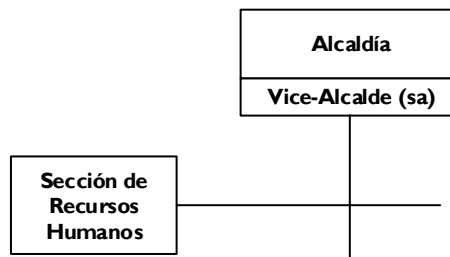 Alcaldía
Vice-Alcalde (sa)
Sección de
Recursos
Humanos